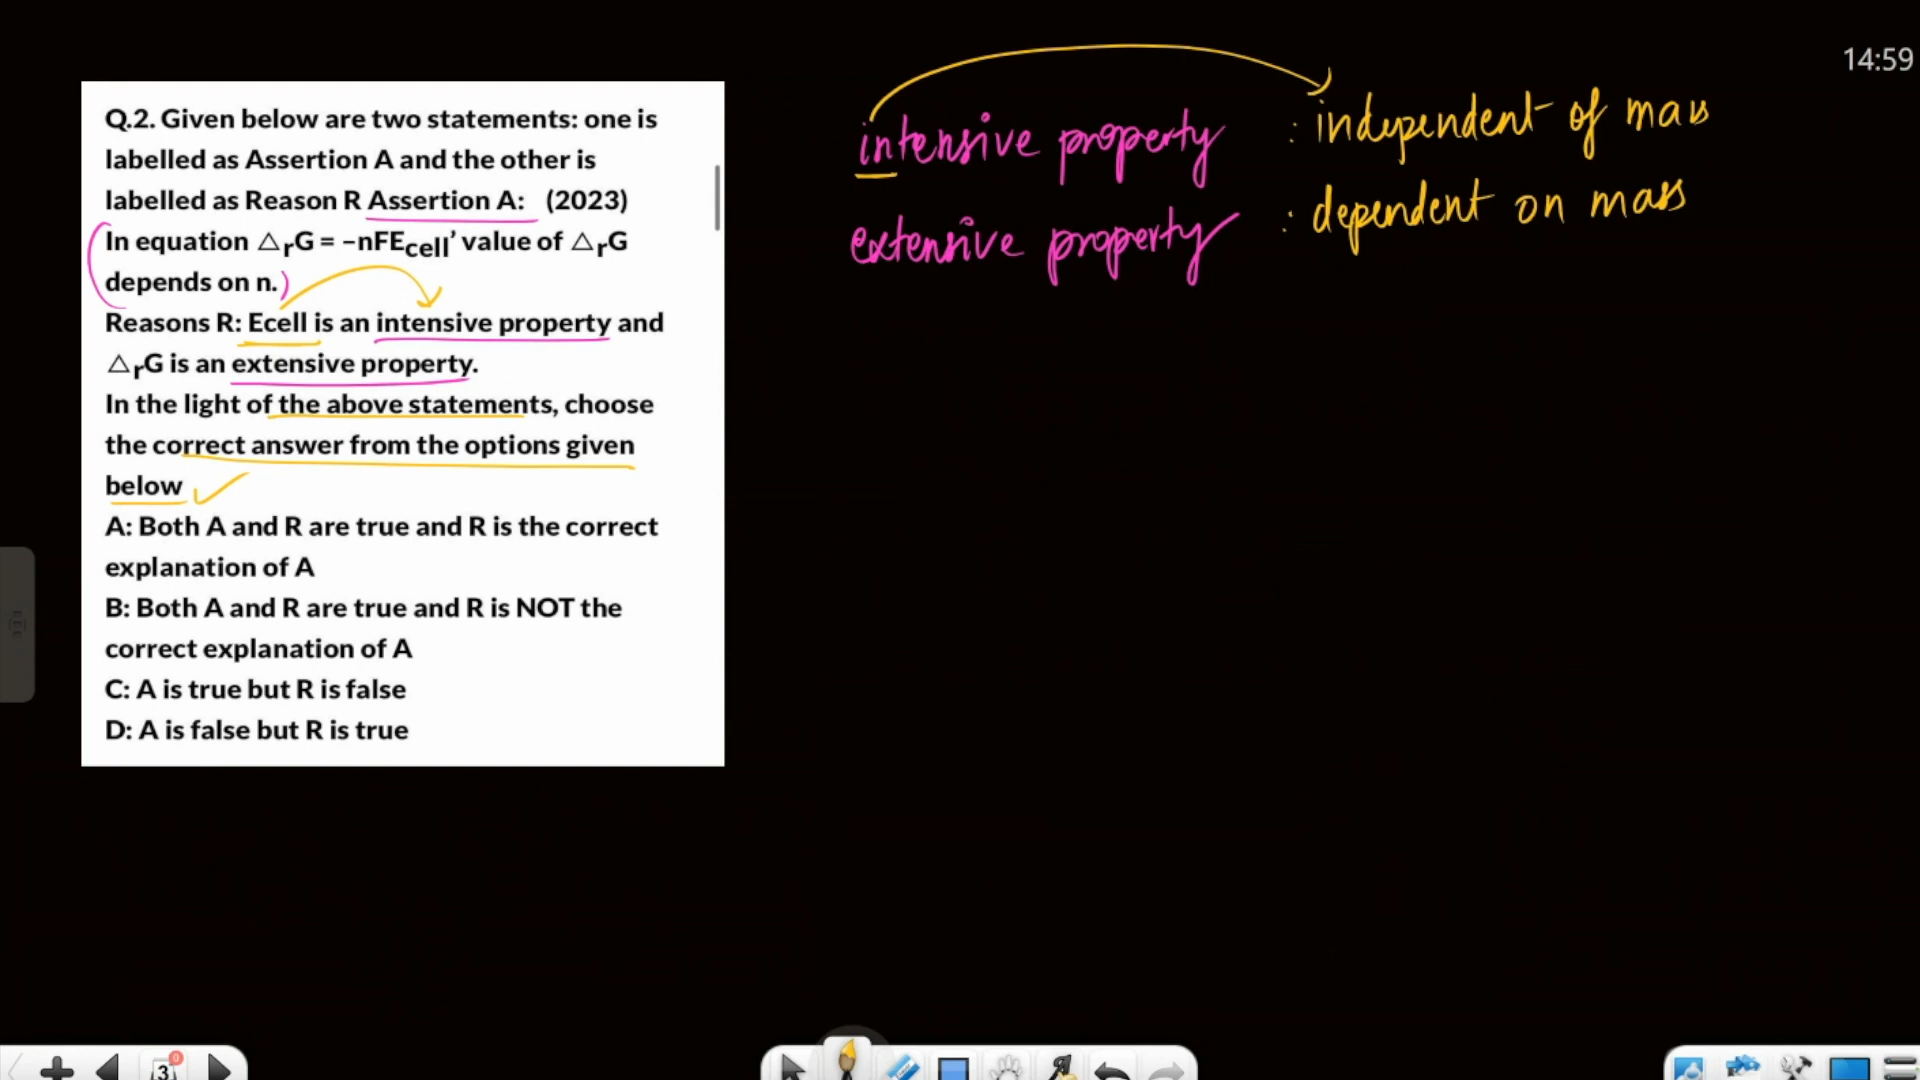 14:59
Q.2. Given below are two statements: one is
labelled as Assertion A and the other is
labelled as Reason R Assertion A: (2023)
In equation △rG = −nFEcell’ value of △rG
depends on n.
Reasons R: Ecell is an intensive property and
△rG is an extensive property.
In the light of the above statements, choose
the correct answer from the options given
below
A: Both A and R are true and R is the correct
explanation of A
B: Both A and R are true and R is NOT the
correct explanation of A
C: A is true but R is false
D: A is false but R is true
intensive property : independent of mass
extensive property : dependent on mass
3
0